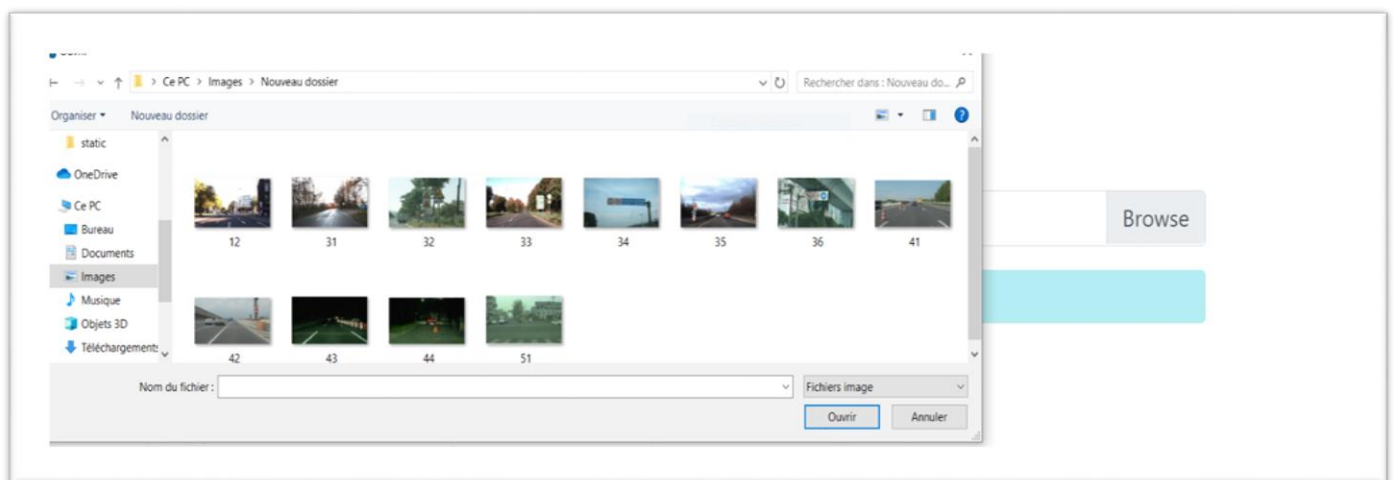 Ce PC > Images > Nouveau dossier
Rechercher dans : Nouveau do...
Organiser
Nouveau dossier
static
OneDrive
Ce PC
Bureau
Documents
Images
Musique
Objets 3D
Téléchargements
12 31 32 33 34 35 36 41
42 43 44 51
Nom du fichier :
Fichiers image
Ouvrir Annuler
Browse